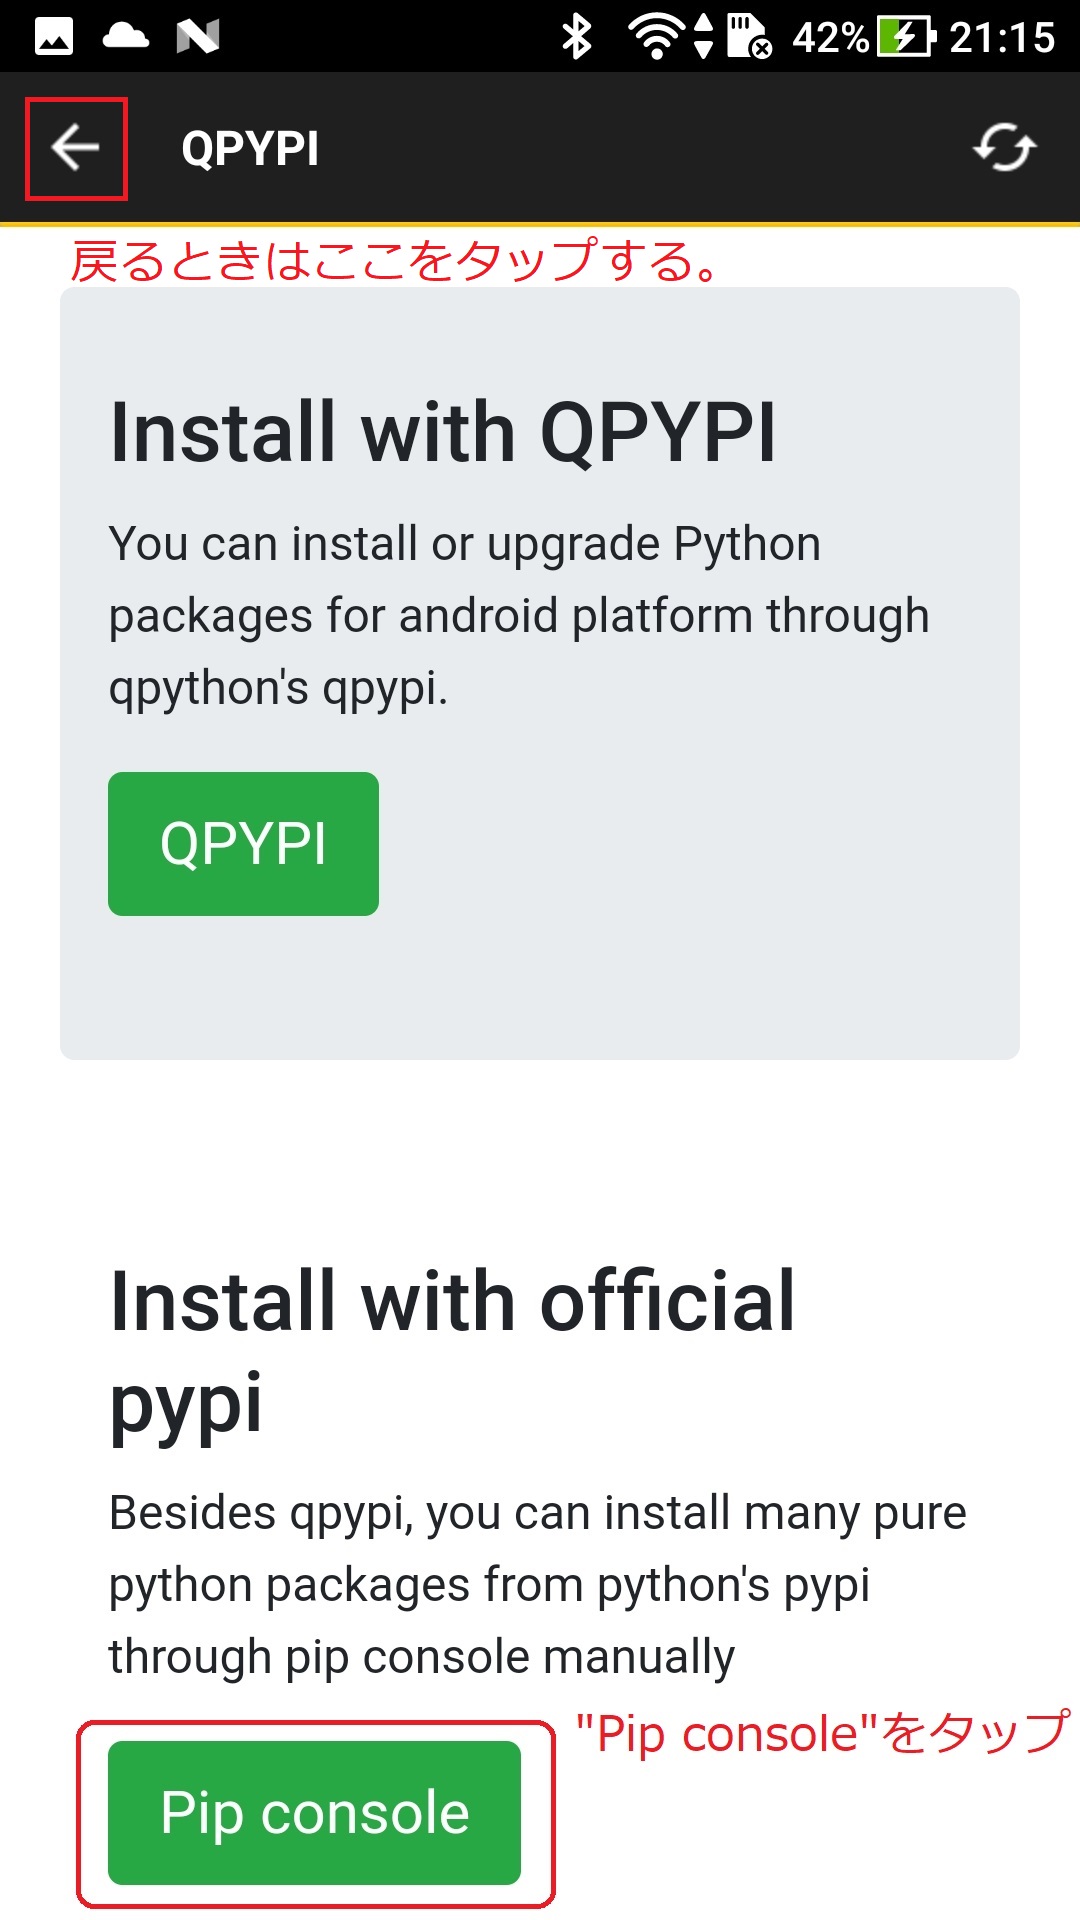 42% 21:15
QPYPI
戻るときはここをタップする。
Install with QPYPI
You can install or upgrade Python
packages for android platform through
qpython's qpypi.
QPYPI
Install with official
pypi
Besides qpypi, you can install many pure
python packages from python's pypi
through pip console manually
"Pip console"をタップ
Pip console